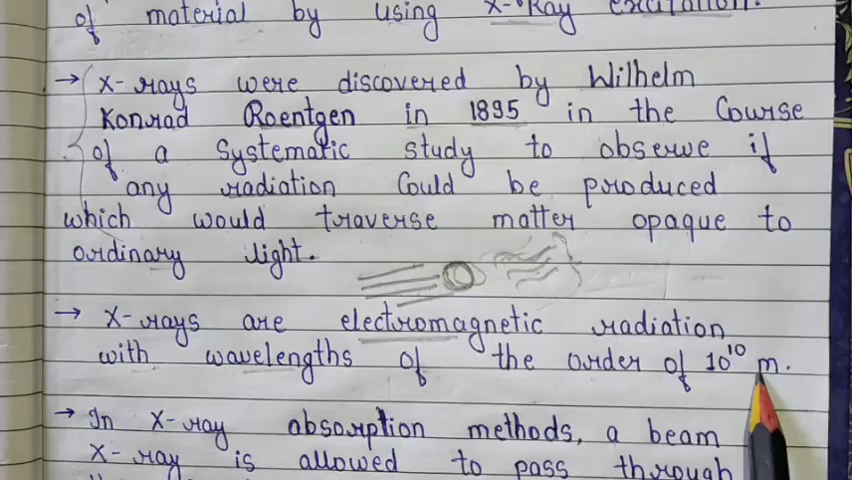 of material by using X-Ray excitation.
→ X-rays were discovered by Wilhelm
Konrad Roentgen in 1895 in the Course
of a systematic study to observe if
any radiation Could be produced
which would traverse matter opaque to
ordinary light.
→ X-rays are electromagnetic radiation
with wavelengths of the order of 10¹⁰ m.
→ In X-ray absorption methods, a beam
X-ray is allowed to pass through